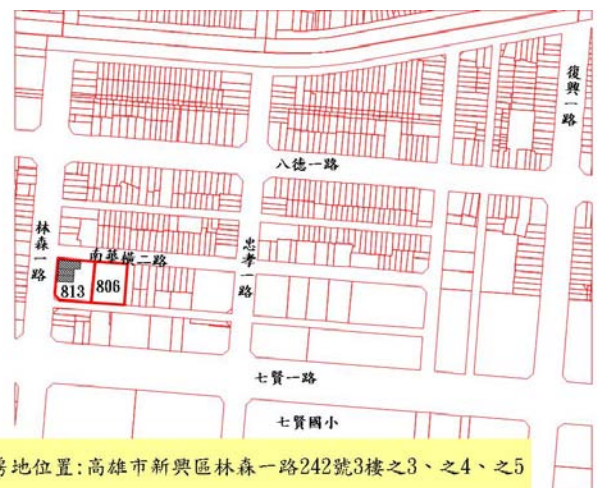 復興一路
八德一路
林森一路
南華橫二路
忠孝一路
813
806
七賢一路
七賢國小
房地位置:高雄市新興區林森一路242號3樓之3、之4、之5